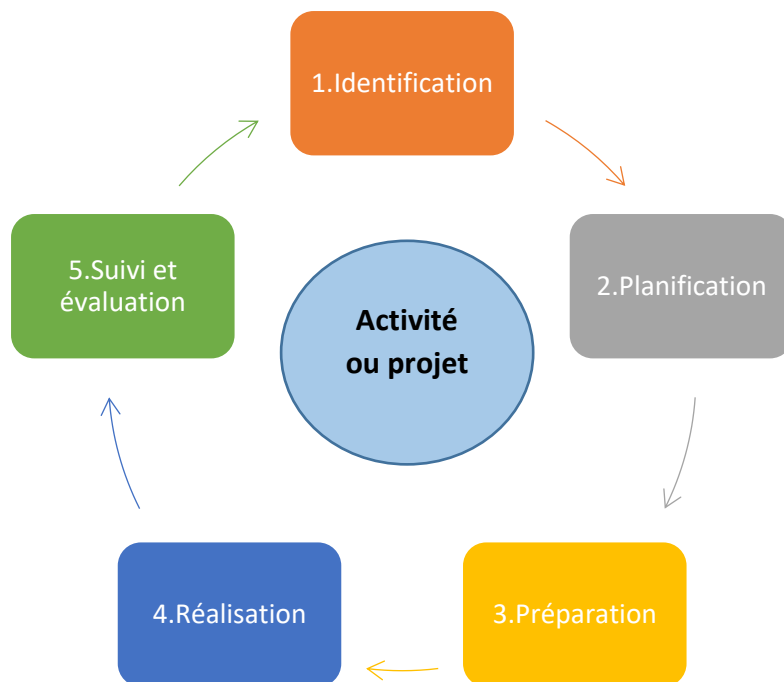 1.Identification
2.Planification
3.Préparation
4.Réalisation
5.Suivi et
évaluation
Activité
ou projet